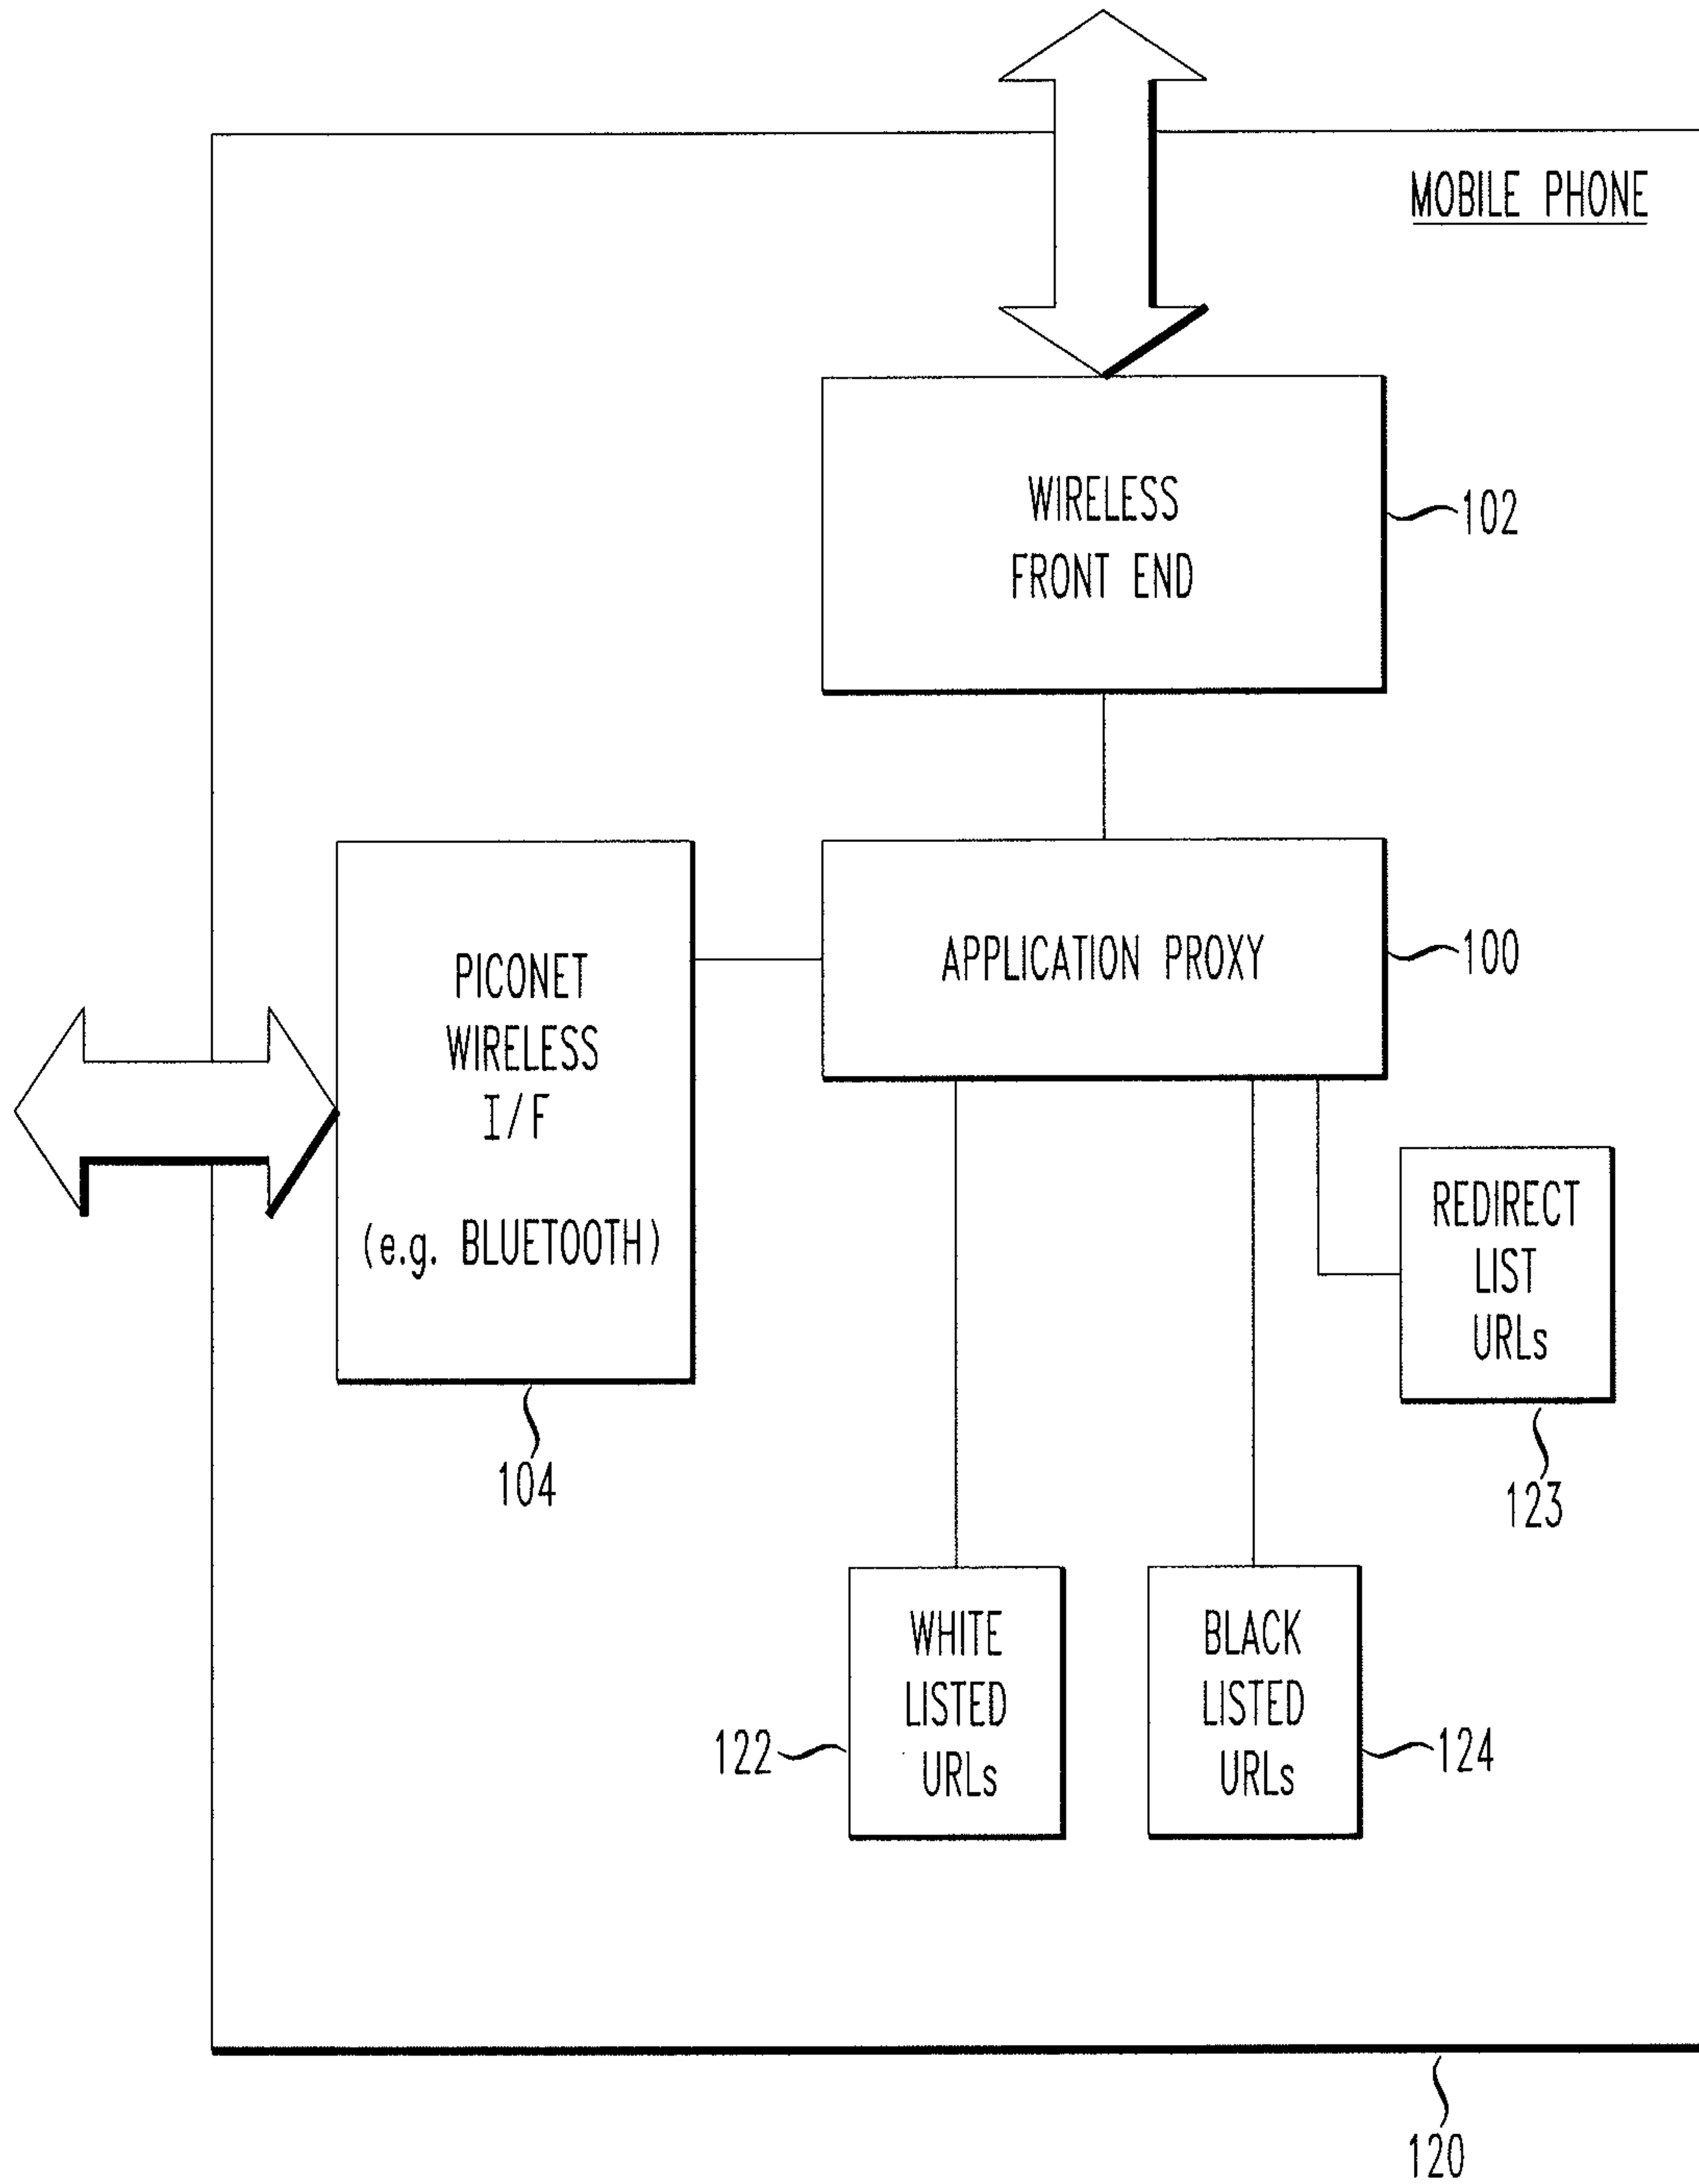 MOBILE PHONE
WIRELESS
FRONT END
102
APPLICATION PROXY
100
PICONET
WIRELESS
I/F
(e.g. BLUETOOTH)
104
REDIRECT
LIST
URLs
123
WHITE
LISTED
URLs
122
BLACK
LISTED
URLs
124
120